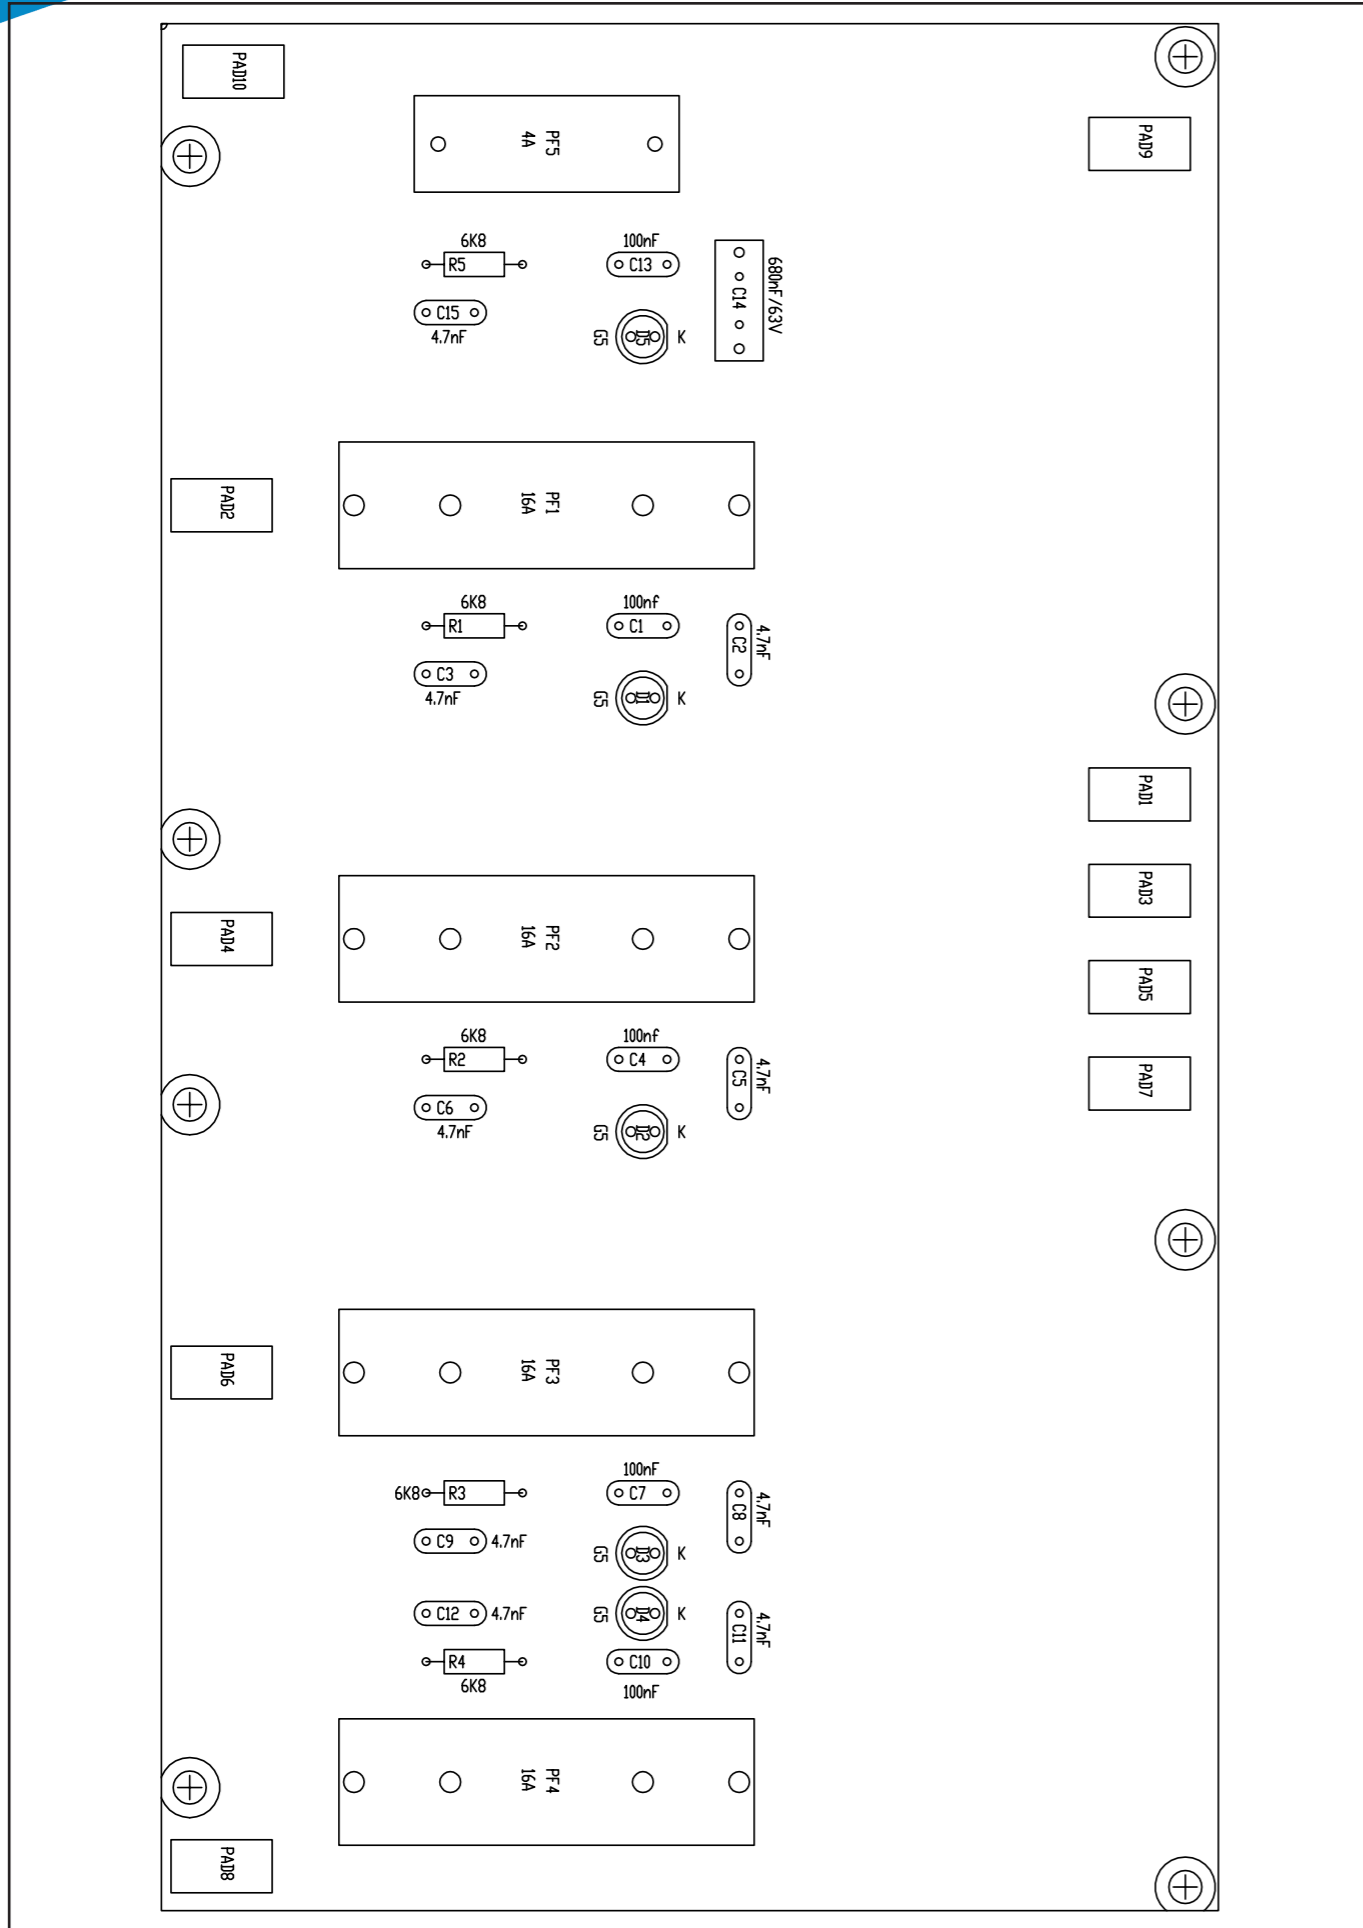 PAD10
PF5
4A
PAD9
6K8
R5
100nF
C13
680nF/63V
C14
C15
4.7nF
G5
D5
K
PAD2
PF1
16A
6K8
R1
100nf
C1
C2
4.7nF
C3
4.7nF
G5
D1
K
PAD1
PAD3
PAD4
PF2
16A
PAD5
6K8
R2
100nf
C4
C5
4.7nF
PAD7
C6
4.7nF
G5
D2
K
PAD6
PF3
16A
100nF
6K8
R3
C7
C8
4.7nF
C9
4.7nF
G5
D3
K
C12
4.7nF
G5
D4
K
C11
4.7nF
R4
6K8
C10
100nF
PF4
16A
PAD8